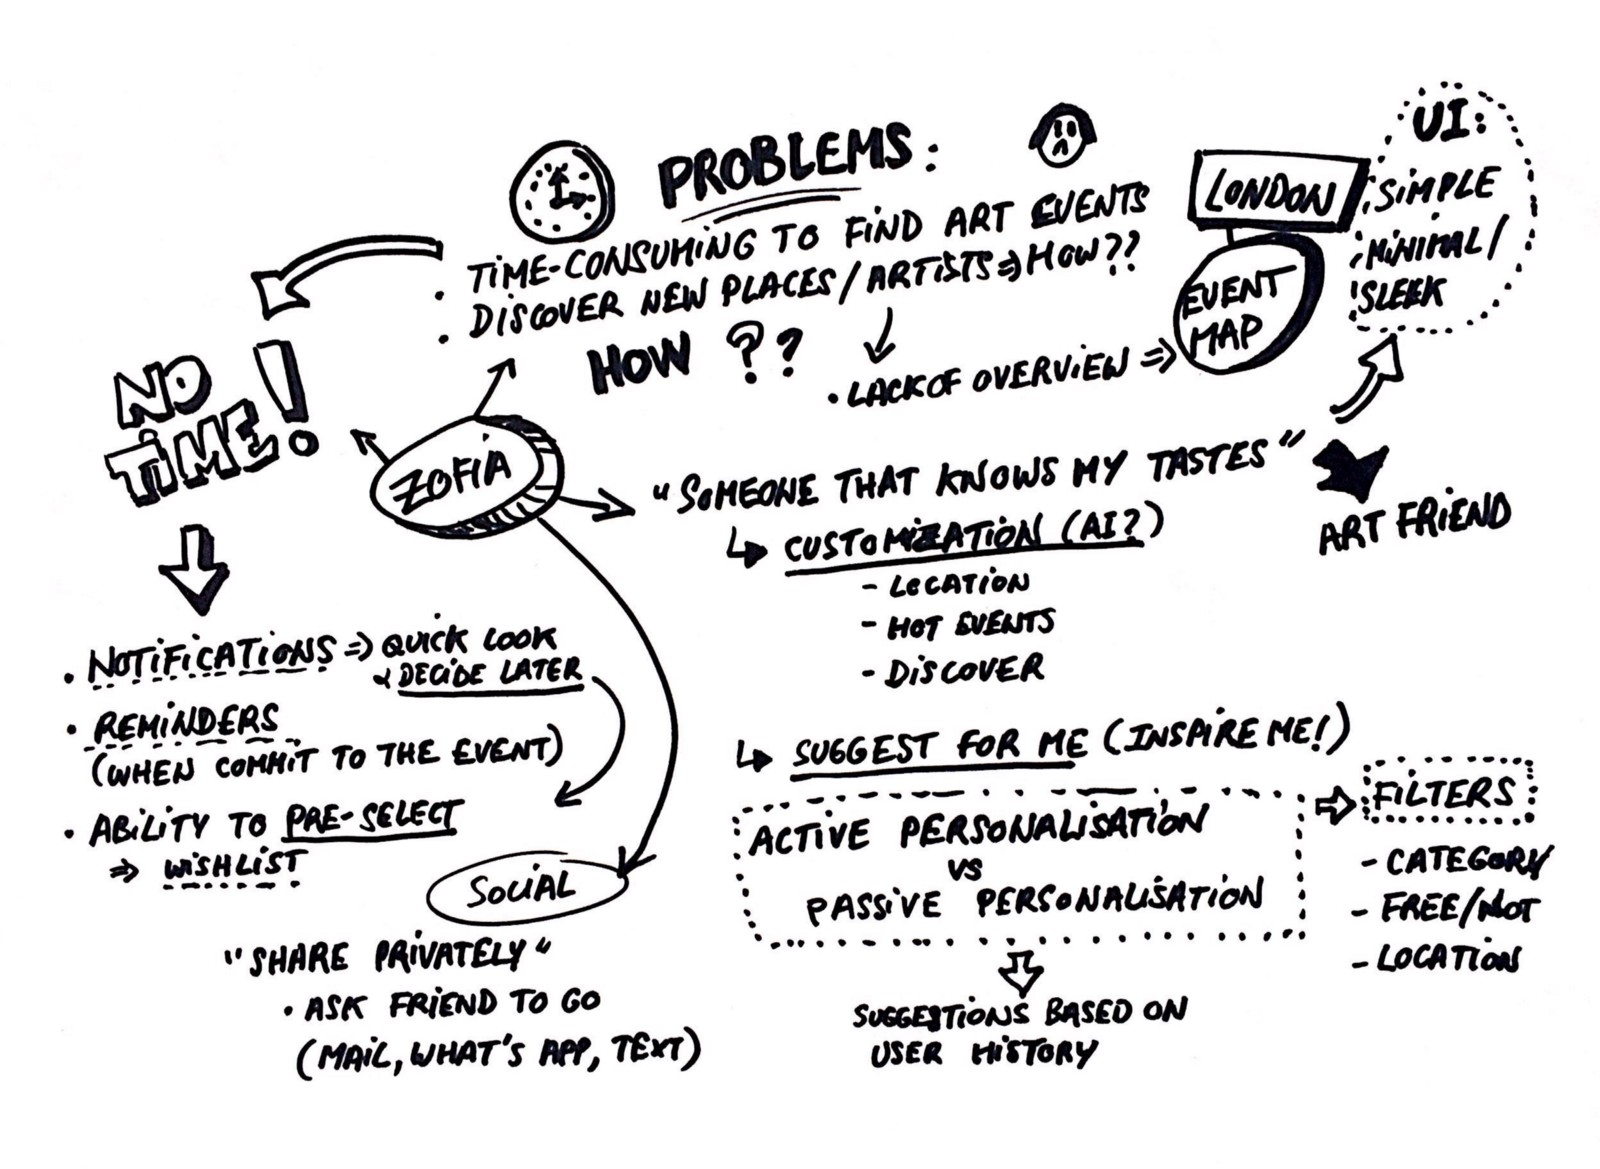 PROBLEMS:
• TIME-CONSUMING TO FIND ART EVENTS
• DISCOVER NEW PLACES/ARTISTS ⇒ HOW??
HOW ??
• LACK OF OVERVIEW ⇒
LONDON
EVENT
MAP
UI:
SIMPLE
MINIMAL/
SLEEK
NO
TIME!
ZOFIA
"SOMEONE THAT KNOWS MY TASTES"
ART FRIEND
↳ CUSTOMIZATION (AI?)
- LOCATION
- HOT EVENTS
- DISCOVER
• NOTIFICATIONS ⇒ QUICK LOOK
& DECIDE LATER
• REMINDERS
(WHEN COMMIT TO THE EVENT)
• ABILITY TO PRE-SELECT
⇒ WISHLIST
SOCIAL
"SHARE PRIVATELY"
• ASK FRIEND TO GO
(MAIL, WHAT'S APP, TEXT)
↳ SUGGEST FOR ME (INSPIRE ME!)
ACTIVE PERSONALISATION
VS
PASSIVE PERSONALISATION
SUGGESTIONS BASED ON
USER HISTORY
⇒ FILTERS:
- CATEGORY
- FREE/NOT
- LOCATION